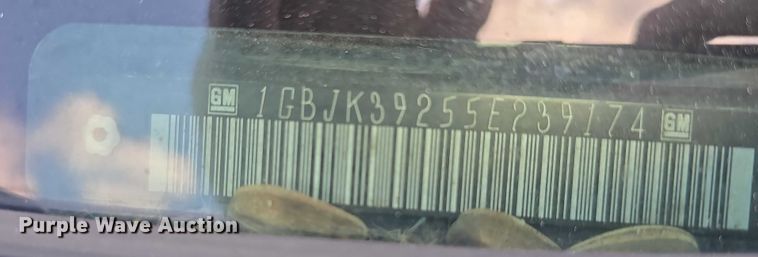 GM 1GBJK39255E239174 GM
Purple Wave Auction